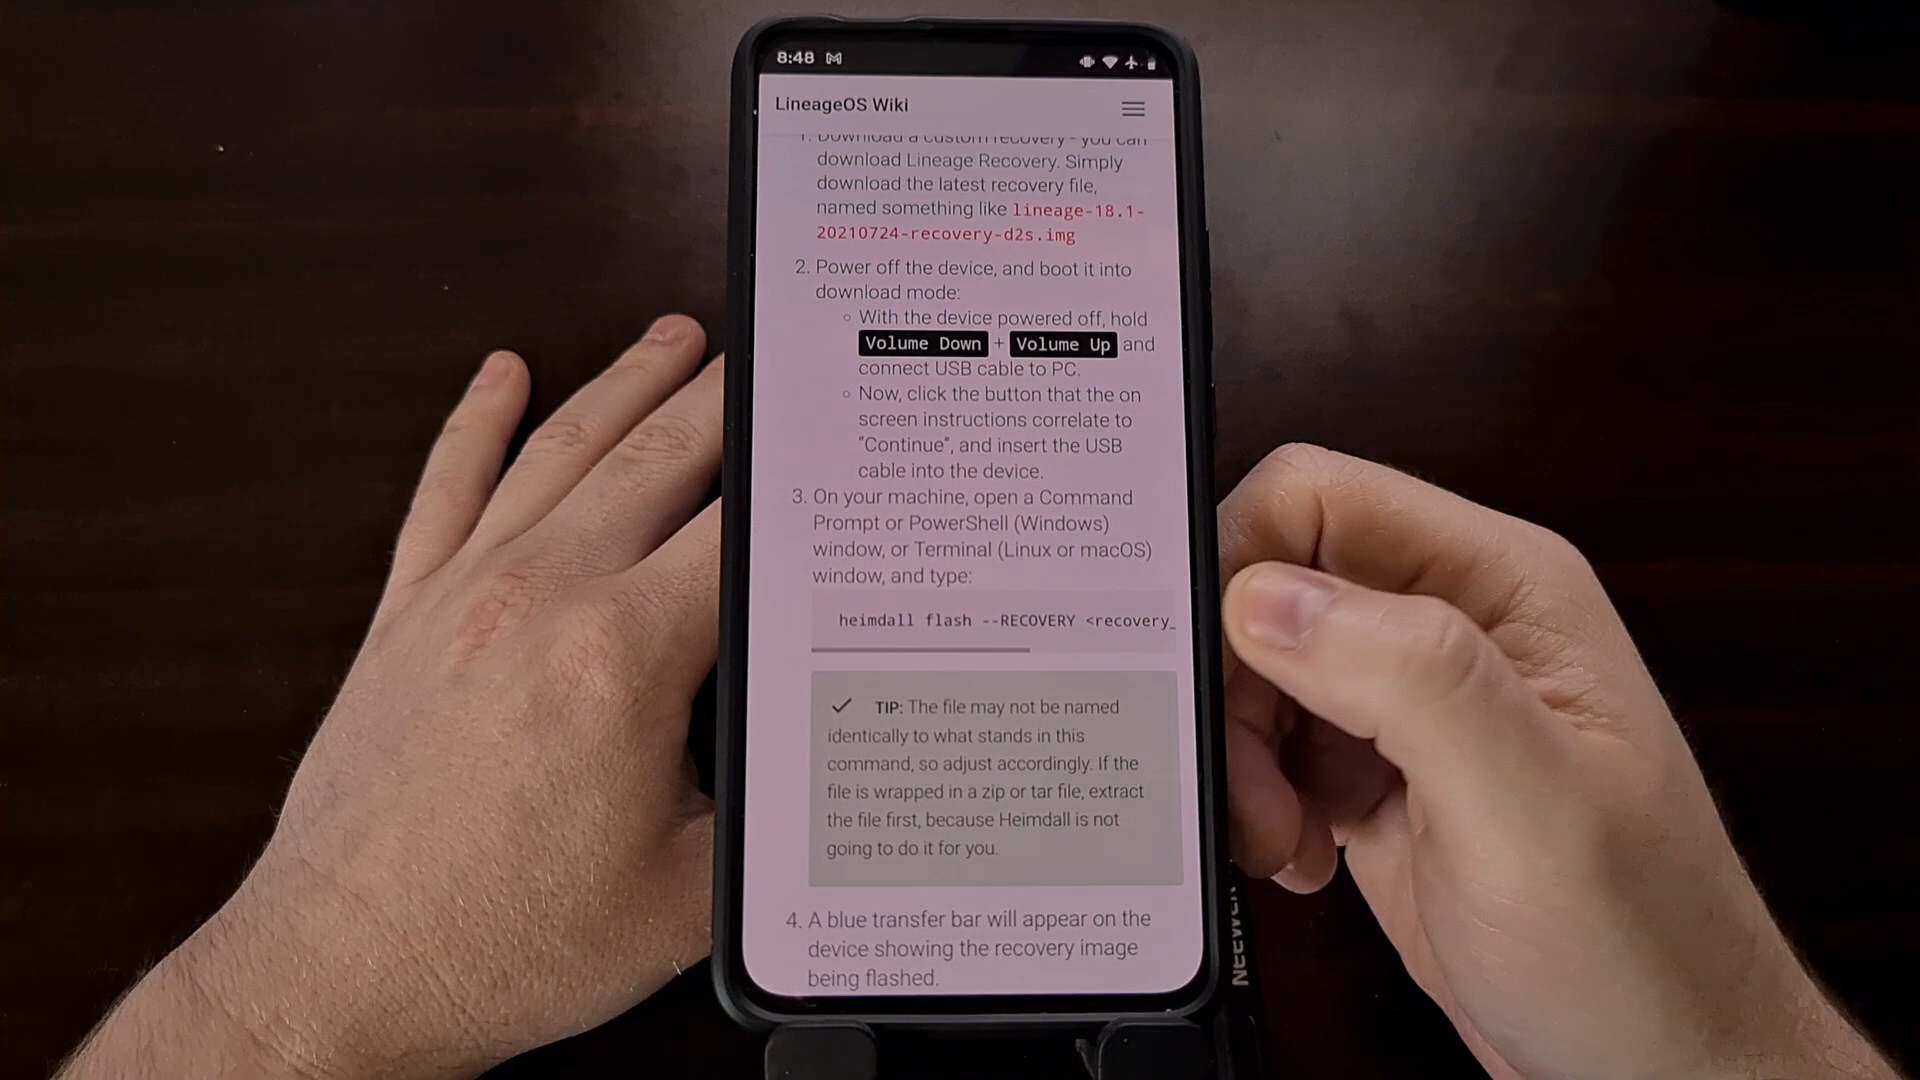 8:48
LineageOS Wiki
1. Download a custom recovery - you can
download Lineage Recovery. Simply
download the latest recovery file,
named something like lineage-18.1-
20210724-recovery-d2s.img
2. Power off the device, and boot it into
download mode:
With the device powered off, hold
Volume Down + Volume Up and
connect USB cable to PC.
Now, click the button that the on
screen instructions correlate to
“Continue”, and insert the USB
cable into the device.
3. On your machine, open a Command
Prompt or PowerShell (Windows)
window, or Terminal (Linux or macOS)
window, and type:
heimdall flash --RECOVERY <recovery_
TIP: The file may not be named
identically to what stands in this
command, so adjust accordingly. If the
file is wrapped in a zip or tar file, extract
the file first, because Heimdall is not
going to do it for you.
4. A blue transfer bar will appear on the
device showing the recovery image
being flashed.
NEEWER